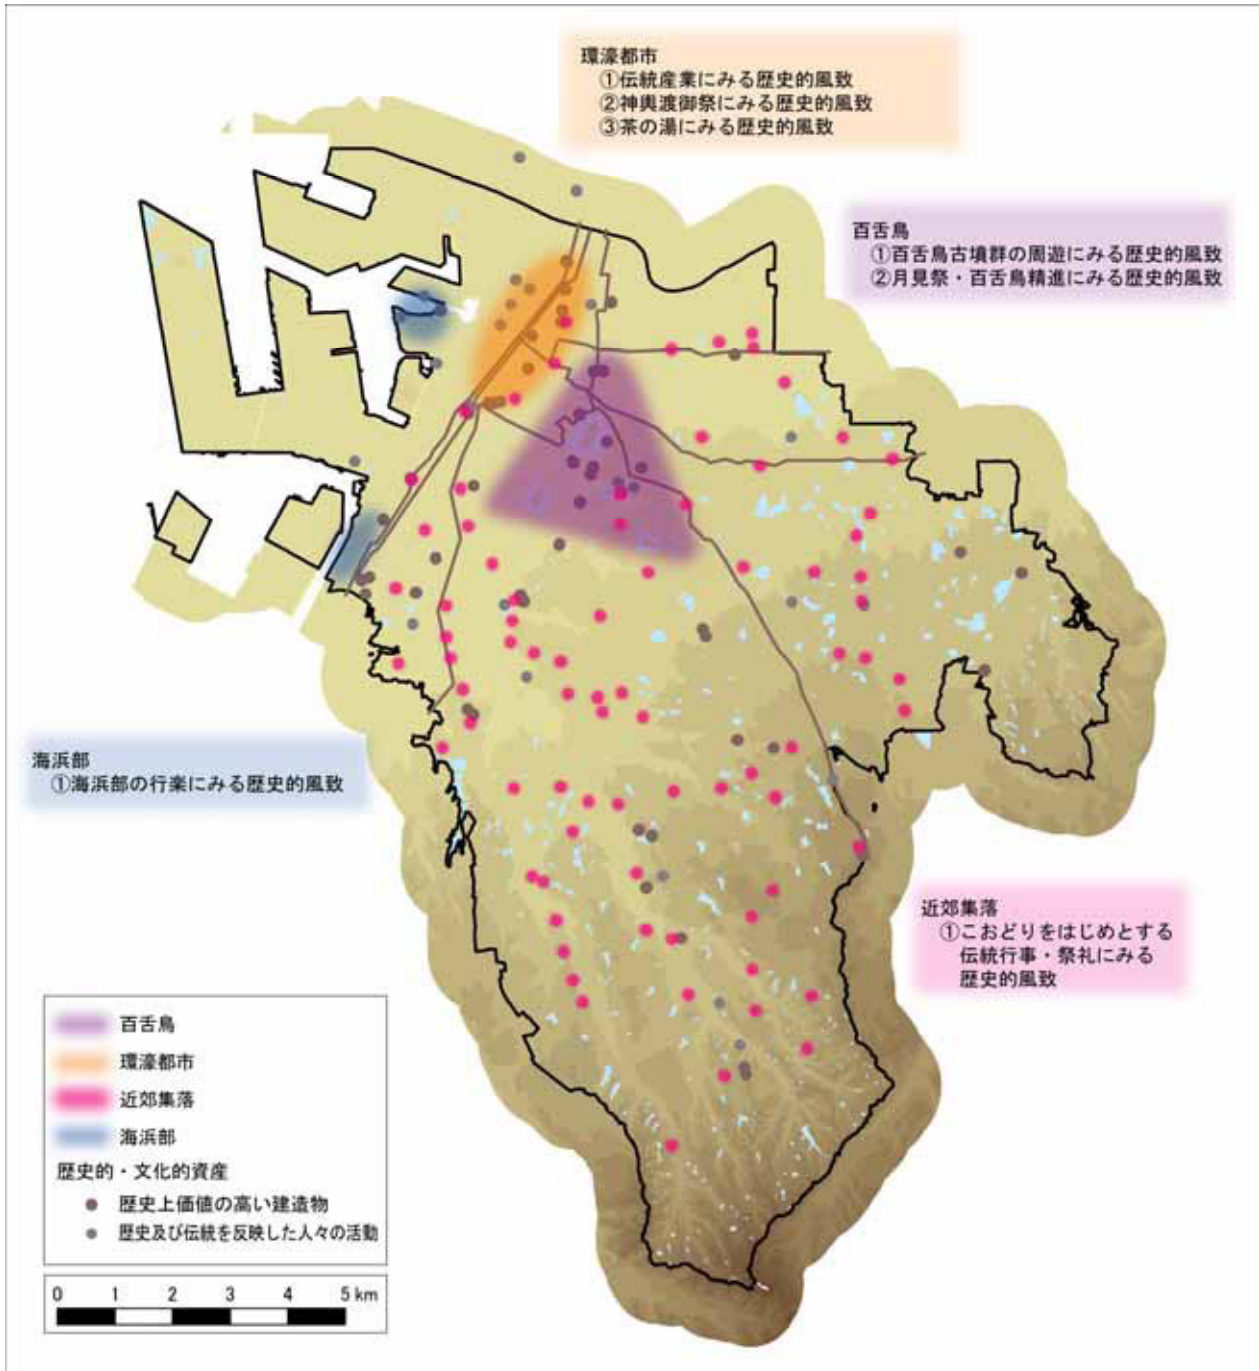 環濠都市
①伝統産業にみる歴史的風致
②神輿渡御祭にみる歴史的風致
③茶の湯にみる歴史的風致
百舌鳥
①百舌鳥古墳群の周遊にみる歴史的風致
②月見祭・百舌鳥精進にみる歴史的風致
海浜部
①海浜部の行楽にみる歴史的風致
近郊集落
①こおどりをはじめとする
伝統行事・祭礼にみる
歴史的風致
百舌鳥
環濠都市
近郊集落
海浜部
歴史的・文化的資産
歴史上価値の高い建造物
歴史及び伝統を反映した人々の活動
0 1 2 3 4 5 km